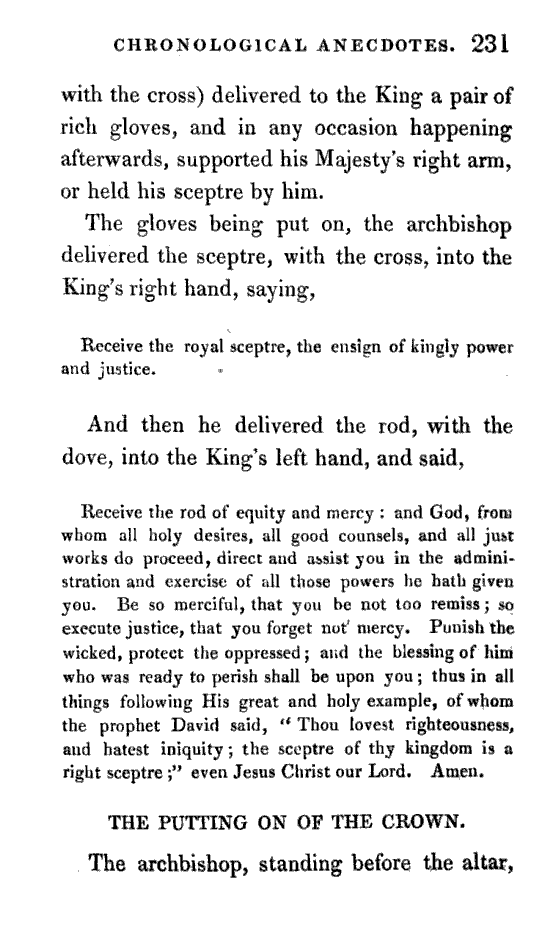 CHRONOLOGICAL ANECDOTES. 231
with the cross) delivered to the King a pair of
rich gloves, and in any occasion happening
afterwards, supported his Majesty's right arm,
or held his sceptre by him.
The gloves being put on, the archbishop
delivered the sceptre, with the cross, into the
King's right hand, saying,
Receive the royal sceptre, the ensign of kingly power
and justice.
And then he delivered the rod, with the
dove, into the King's left hand, and said,
Receive the rod of equity and mercy : and God, from
whom all holy desires, all good counsels, and all just
works do proceed, direct and assist you in the admini-
stration and exercise of all those powers he hath given
you. Be so merciful, that you be not too remiss ; so
execute justice, that you forget not mercy. Punish the
wicked, protect the oppressed ; and the blessing of him
who was ready to perish shall be upon you ; thus in all
things following His great and holy example, of whom
the prophet David said, “ Thou lovest righteousness,
and hatest iniquity ; the sceptre of thy kingdom is a
right sceptre ;” even Jesus Christ our Lord. Amen.
THE PUTTING ON OF THE CROWN.
The archbishop, standing before the altar,